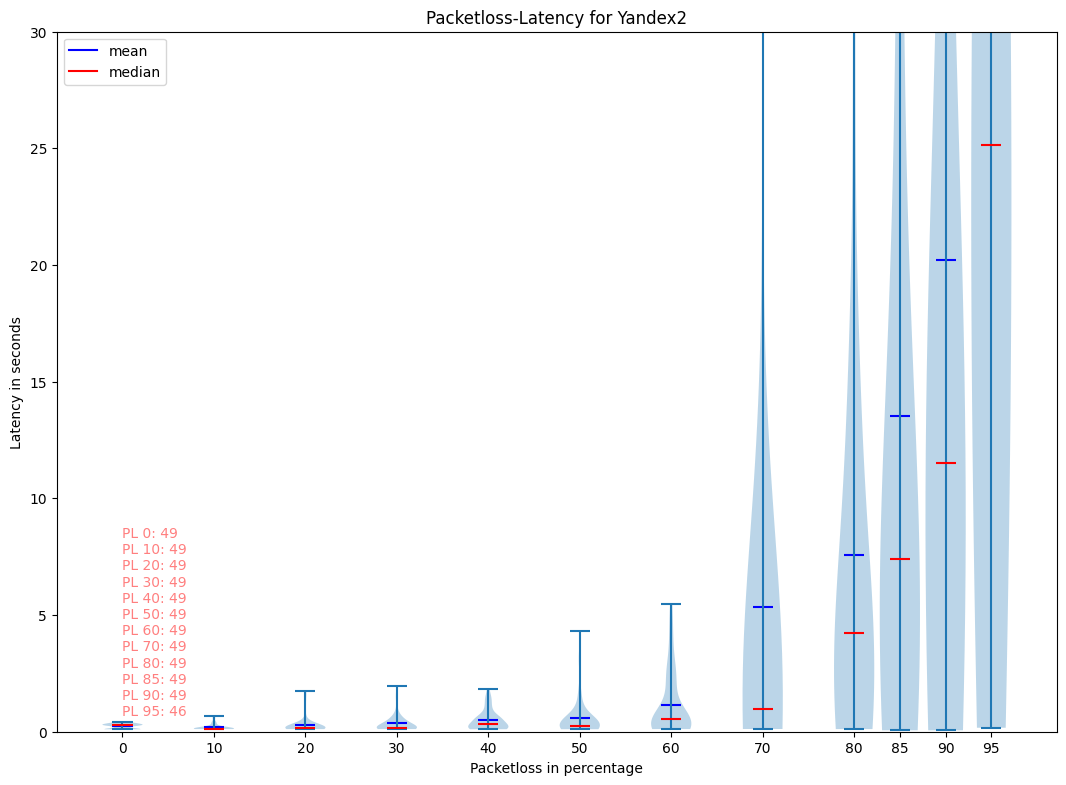 Packetloss-Latency for Yandex2
mean
median
30
25
20
15
10
5
0
Latency in seconds
PL 0: 49
PL 10: 49
PL 20: 49
PL 30: 49
PL 40: 49
PL 50: 49
PL 60: 49
PL 70: 49
PL 80: 49
PL 85: 49
PL 90: 49
PL 95: 46
0 10 20 30 40 50 60 70 80 85 90 95
Packetloss in percentage